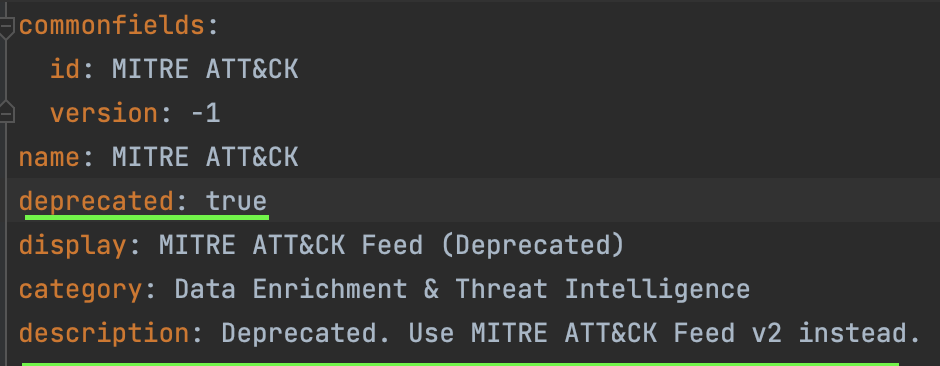 commonfields:
id: MITRE ATT&CK
version: -1
name: MITRE ATT&CK
deprecated: true
display: MITRE ATT&CK Feed (Deprecated)
category: Data Enrichment & Threat Intelligence
description: Deprecated. Use MITRE ATT&CK Feed v2 instead.